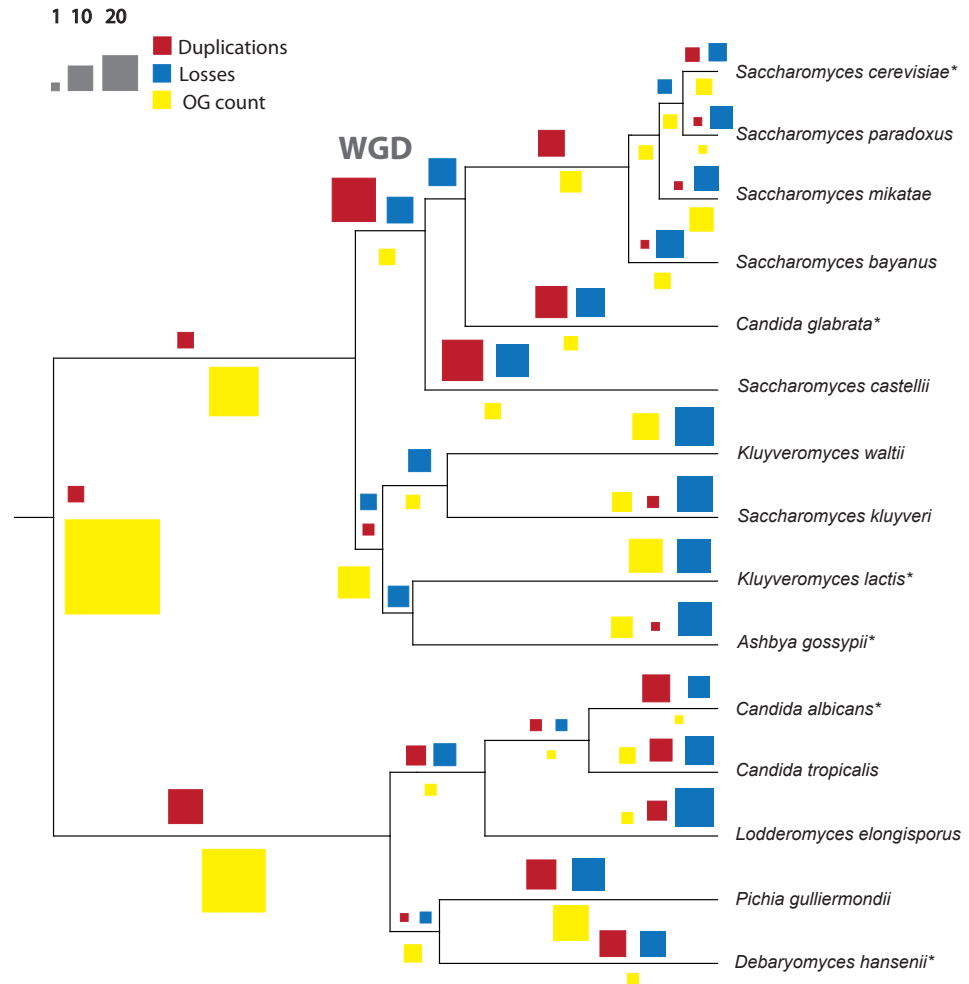 1 10 20
Duplications
Losses
OG count
WGD
Saccharomyces cerevisiae*
Saccharomyces paradoxus
Saccharomyces mikatae
Saccharomyces bayanus
Candida glabrata*
Saccharomyces castellii
Kluyveromyces waltii
Saccharomyces kluyveri
Kluyveromyces lactis*
Ashbya gossypii*
Candida albicans*
Candida tropicalis
Lodderomyces elongisporus
Pichia gulliermondii
Debaryomyces hansenii*